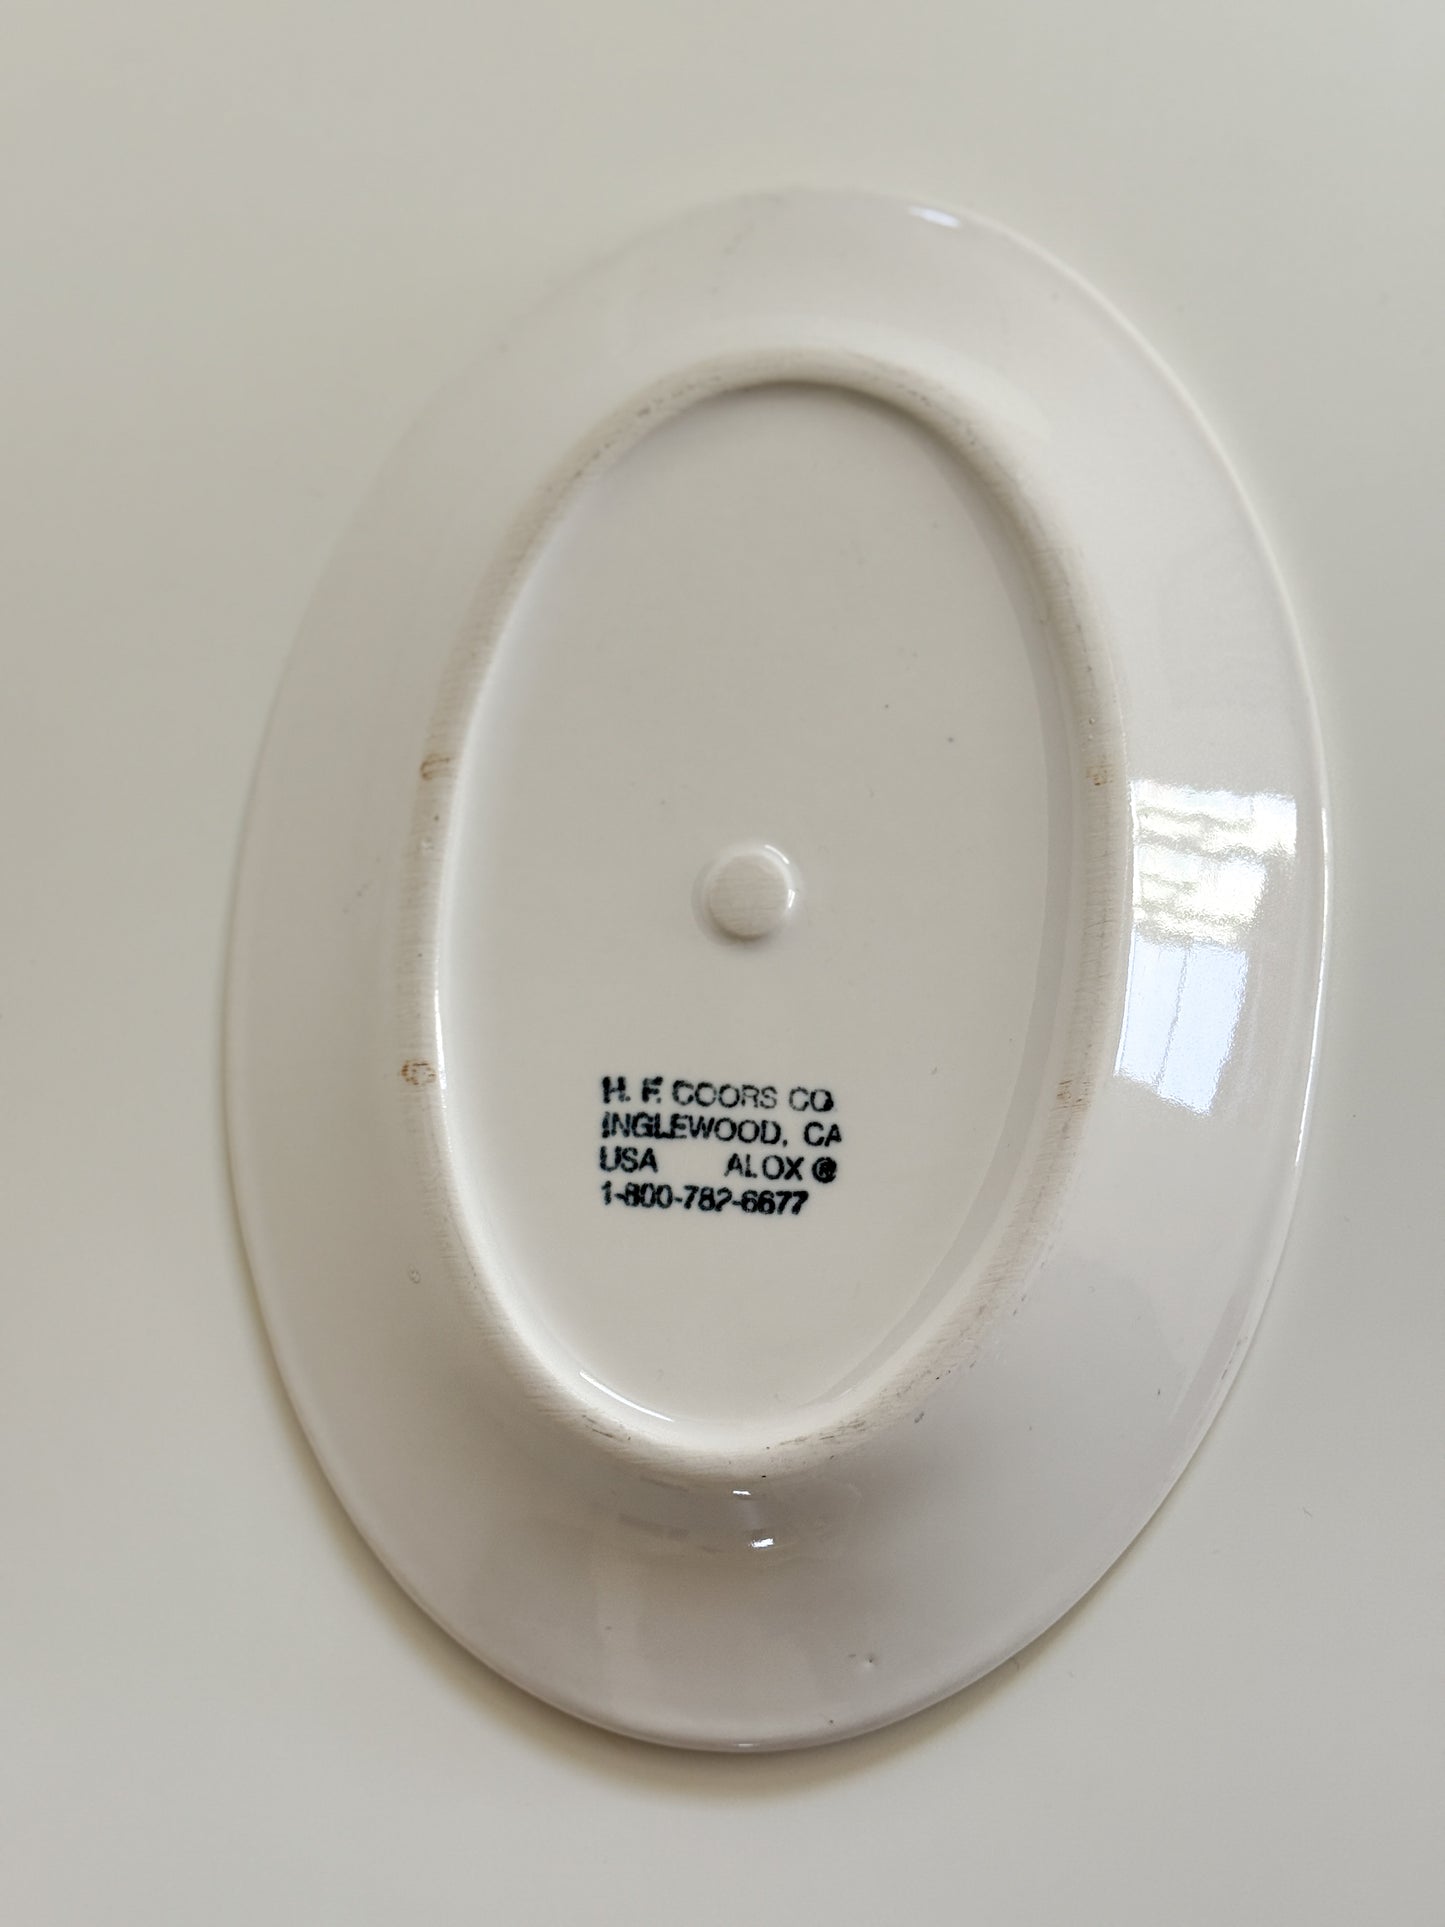 H. F. COORS CO.
INGLEWOOD, CA
USA ALOX ®
1-800-782-6677